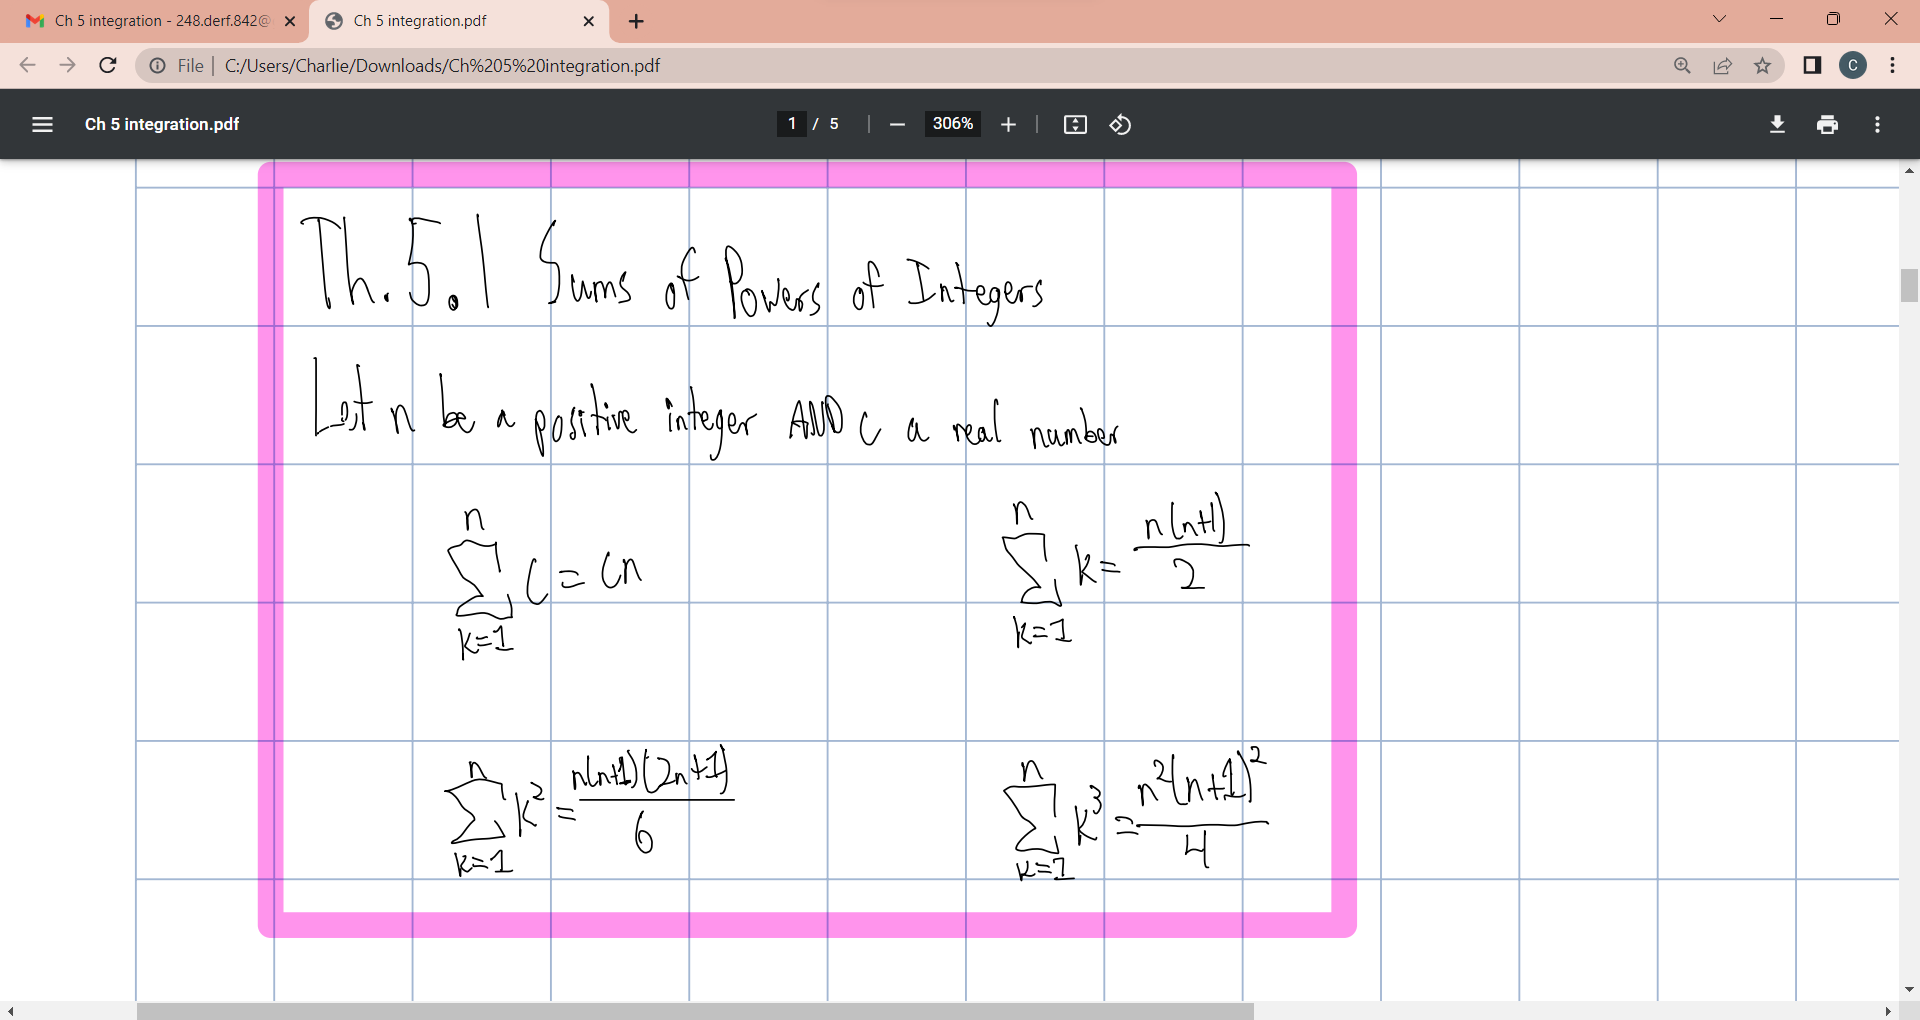 Ch 5 integration - 248.derf.842@
Ch 5 integration.pdf
File | C:/Users/Charlie/Downloads/Ch%205%20integration.pdf
C
Ch 5 integration.pdf
1 / 5
306%
Th. 5.1 Sums of Powers of Integers
Let n be a positive integer AND c a real number
∑_{k=1}^{n} c = cn
∑_{k=1}^{n} k = n(n+1)/2
∑_{k=1}^{n} k² = n(n+1)(2n+1)/6
∑_{k=1}^{n} k³ = n²(n+1)²/4